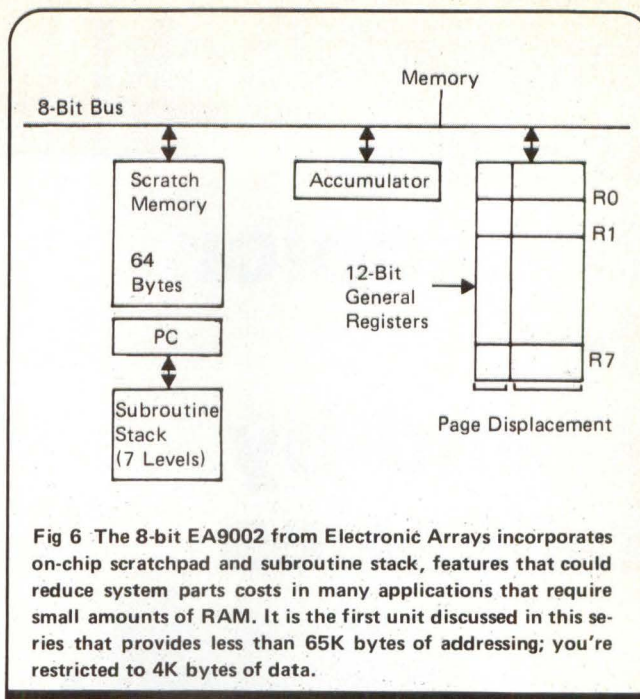 Memory
8-Bit Bus
Scratch
Memory
64
Bytes
Accumulator
R0
R1
12-Bit
General
Registers
PC
R7
Subroutine
Stack
(7 Levels)
Page Displacement
Fig 6 The 8-bit EA9002 from Electronic Arrays incorporates
on-chip scratchpad and subroutine stack, features that could
reduce system parts costs in many applications that require
small amounts of RAM. It is the first unit discussed in this se-
ries that provides less than 65K bytes of addressing; you're
restricted to 4K bytes of data.